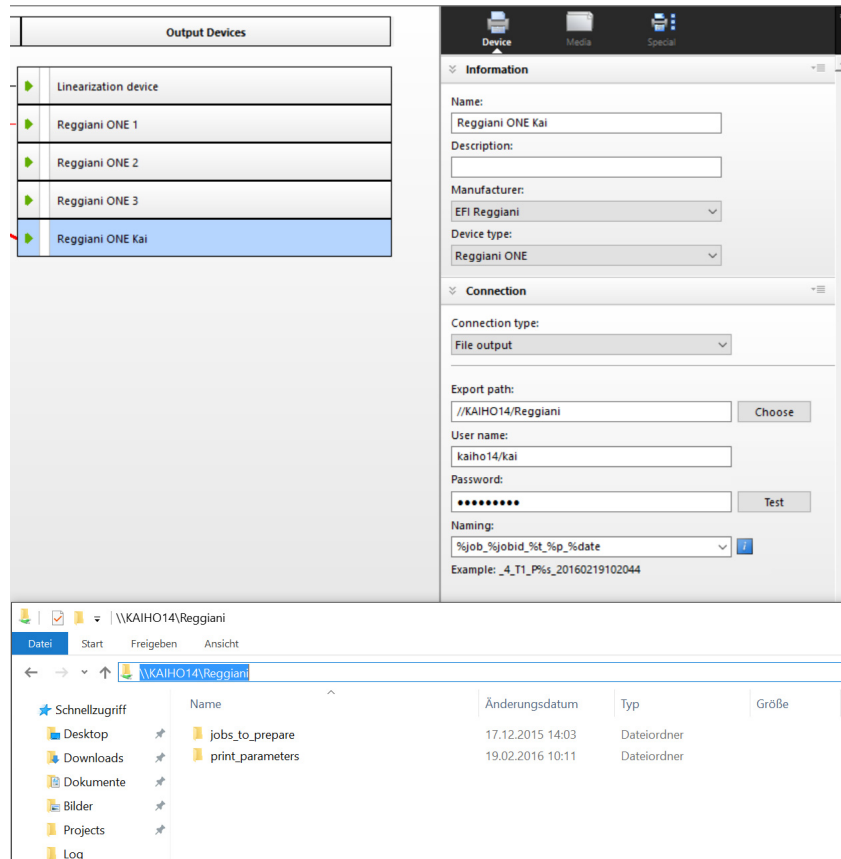 Output Devices
Linearization device
Reggiani ONE 1
Reggiani ONE 2
Reggiani ONE 3
Reggiani ONE Kai
Device
Media
Special
Information
Name:
Reggiani ONE Kai
Description:
Manufacturer:
EFI Reggiani
Device type:
Reggiani ONE
Connection
Connection type:
File output
Export path:
//KAIHO14/Reggiani
Choose
User name:
kaiho14/kai
Password:
•••••••••
Test
Naming:
%job_%jobid_%t_%p_%date
i
Example: _4_T1_P%s_20160219102044
\\KAIHO14\Reggiani
Datei Start Freigeben Ansicht
\\KAIHO14\Reggiani
Schnellzugriff
Desktop
Downloads
Dokumente
Bilder
Projects
Log
Name Änderungsdatum Typ Größe
jobs_to_prepare 17.12.2015 14:03 Dateiordner
print_parameters 19.02.2016 10:11 Dateiordner